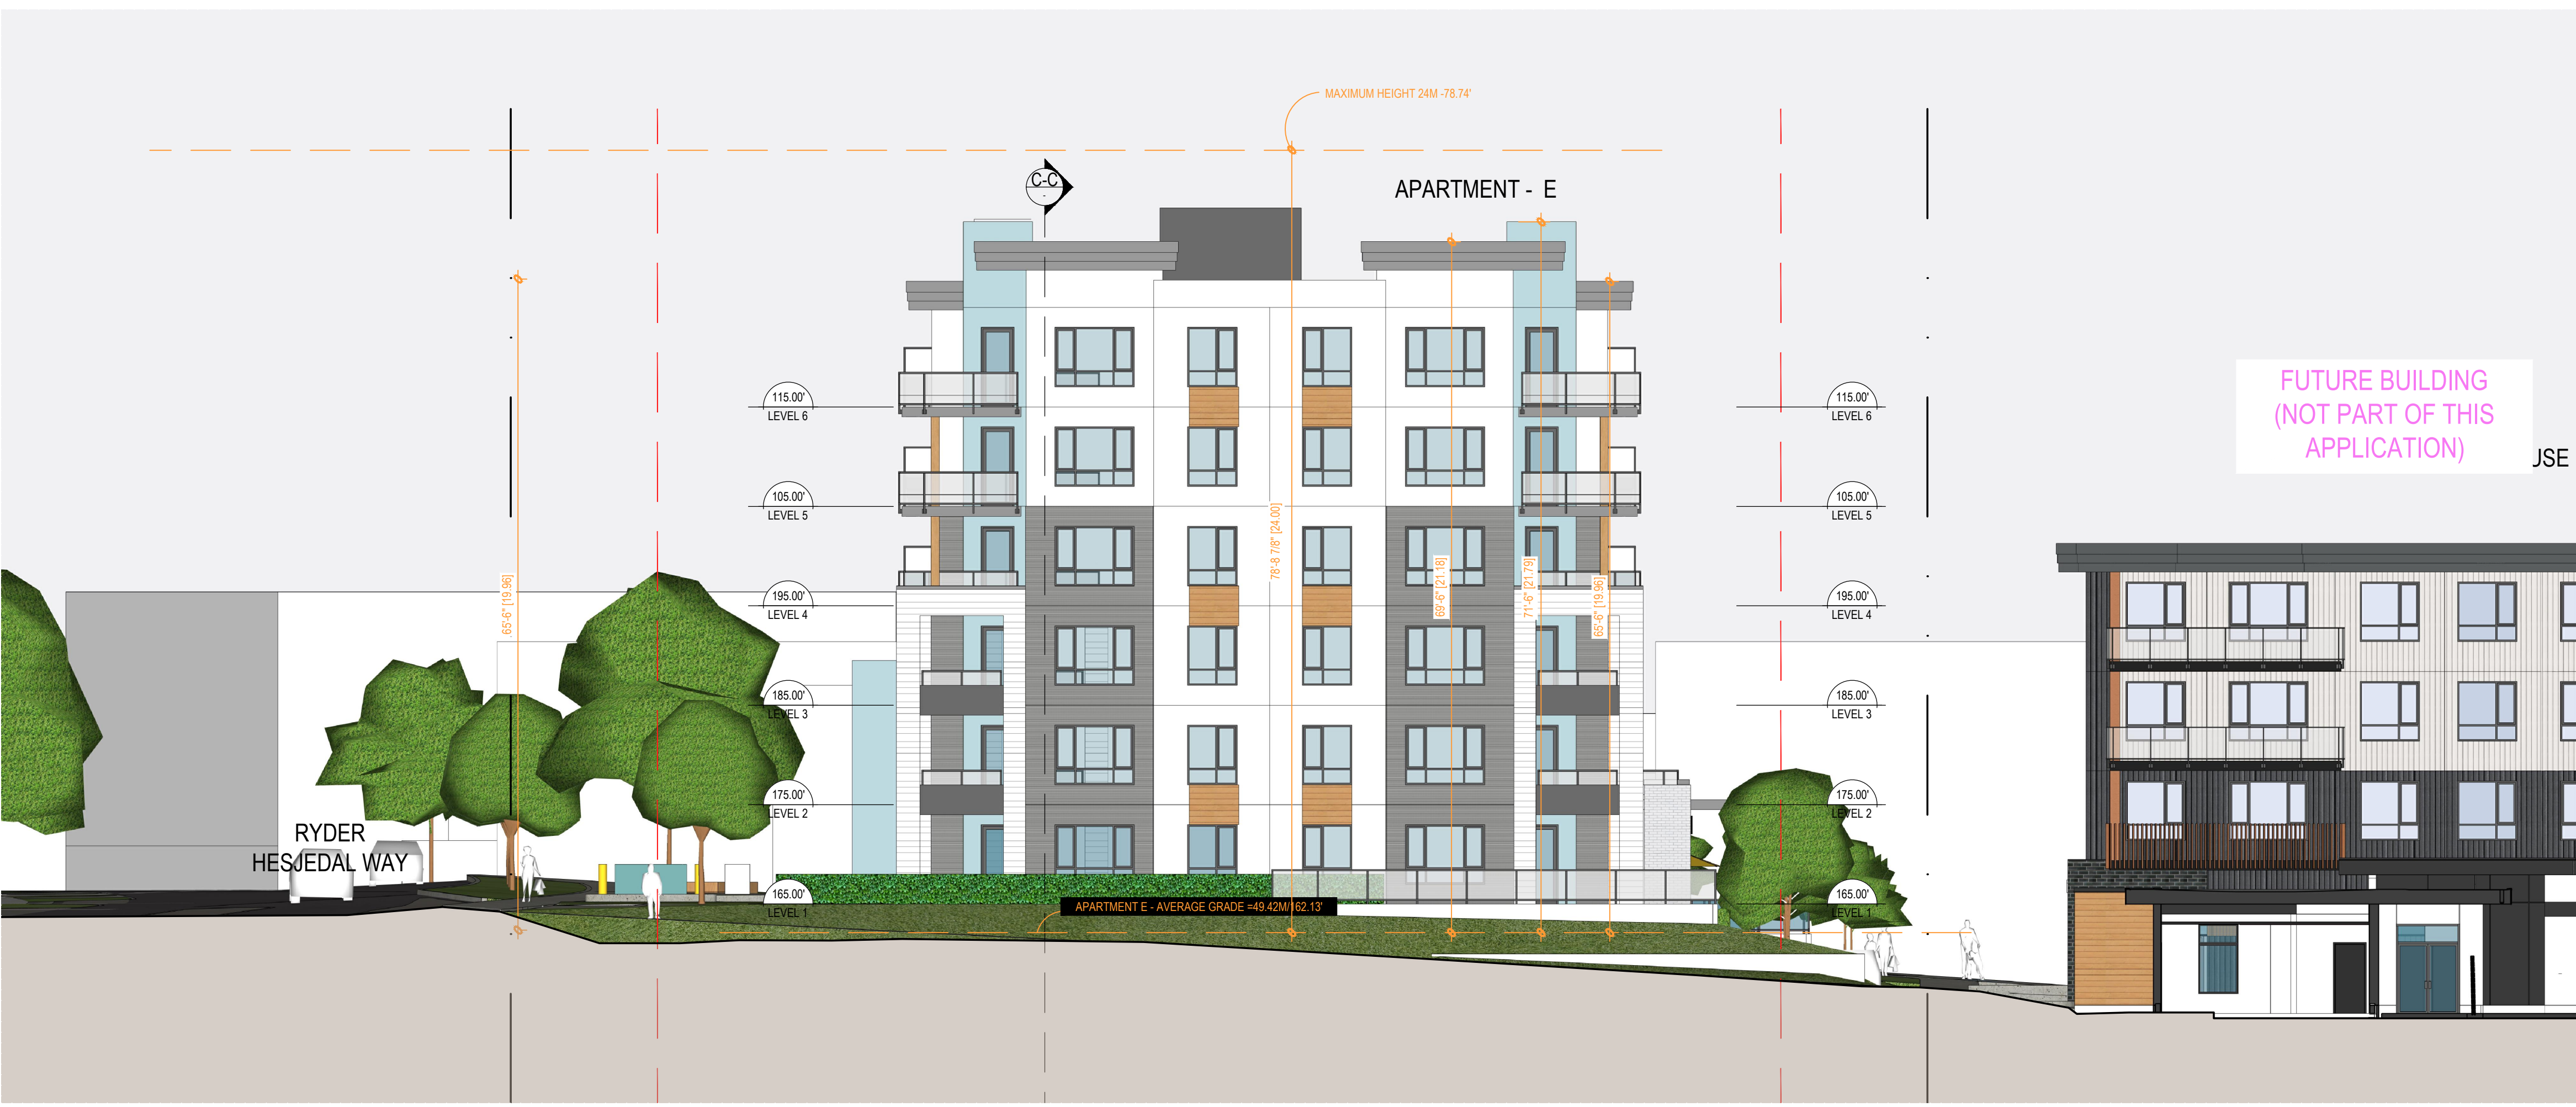 MAXIMUM HEIGHT 24M -78.74'
C-C
-
APARTMENT - E
FUTURE BUILDING
(NOT PART OF THIS
APPLICATION)
USE
115.00'
LEVEL 6
115.00'
LEVEL 6
105.00'
LEVEL 5
105.00'
LEVEL 5
195.00'
LEVEL 4
195.00'
LEVEL 4
185.00'
LEVEL 3
185.00'
LEVEL 3
175.00'
LEVEL 2
175.00'
LEVEL 2
165.00'
LEVEL 1
165.00'
LEVEL 1
65'-6" [19.96]
78'-8 7/8" [24.00]
69'-6" [21.18]
71'-6" [21.79]
65'-6" [19.96]
RYDER
HESJEDAL WAY
APARTMENT E - AVERAGE GRADE =49.42M/162.13'